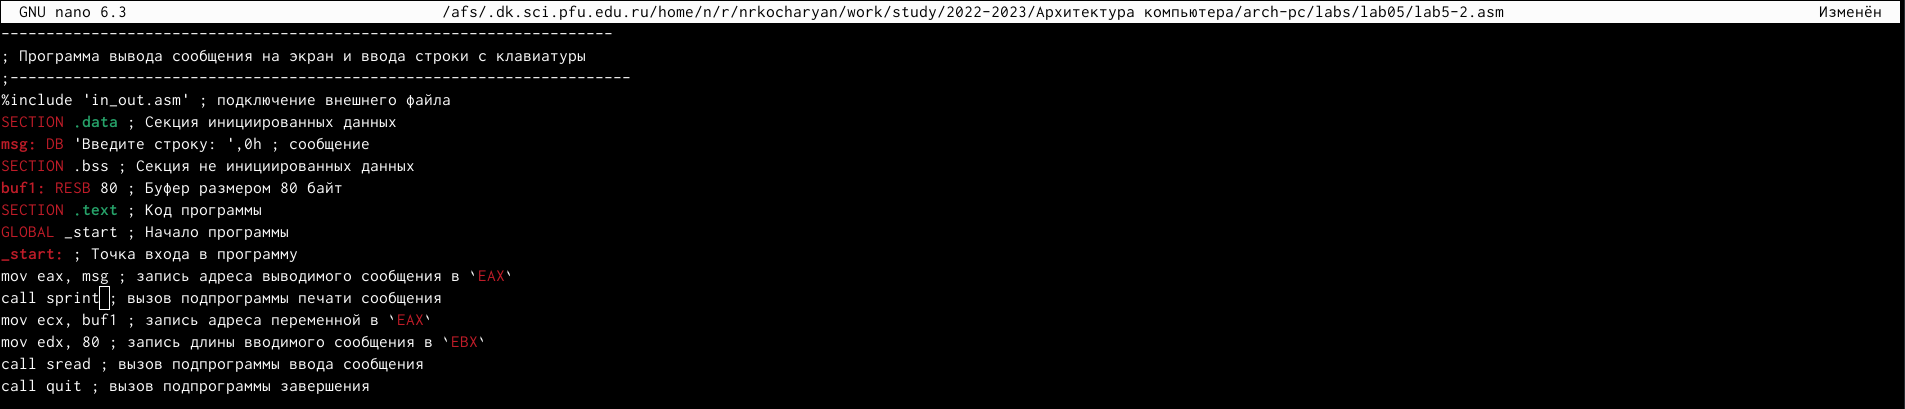 GNU nano 6.3 /afs/.dk.sci.pfu.edu.ru/home/n/r/nrkocharyan/work/study/2022-2023/Архитектура компьютера/arch-pc/labs/lab05/lab5-2.asm Изменён
--------------------------------------------------------------------
; Программа вывода сообщения на экран и ввода строки с клавиатуры
;---------------------------------------------------------------------
%include 'in_out.asm' ; подключение внешнего файла
SECTION .data ; Секция инициированных данных
msg: DB 'Введите строку: ',0h ; сообщение
SECTION .bss ; Секция не инициированных данных
buf1: RESB 80 ; Буфер размером 80 байт
SECTION .text ; Код программы
GLOBAL _start ; Начало программы
_start: ; Точка входа в программу
mov eax, msg ; запись адреса выводимого сообщения в `EAX`
call sprint ; вызов подпрограммы печати сообщения
mov ecx, buf1 ; запись адреса переменной в `EAX`
mov edx, 80 ; запись длины вводимого сообщения в `EBX`
call sread ; вызов подпрограммы ввода сообщения
call quit ; вызов подпрограммы завершения